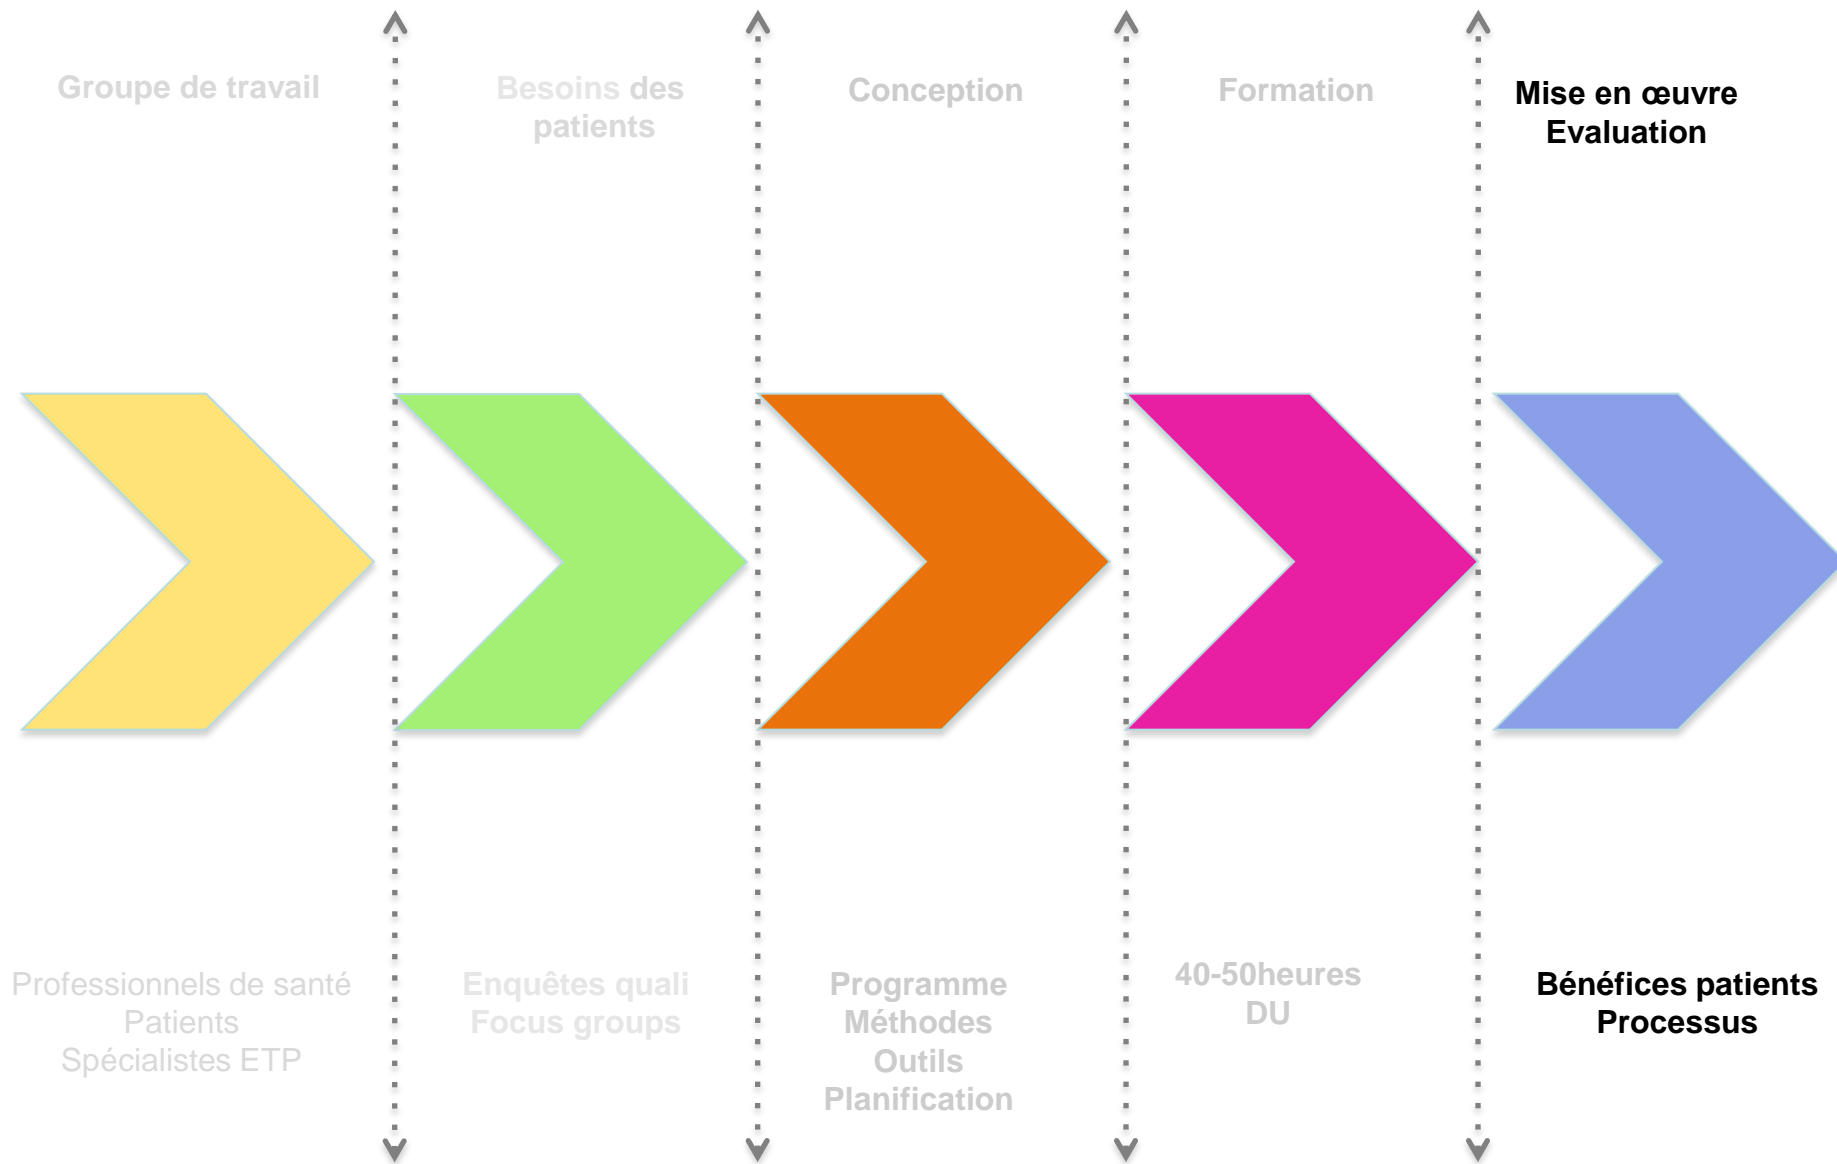 Groupe de travail
Besoins des
patients
Conception
Formation
Mise en œuvre
Evaluation
Professionnels de santé
Patients
Spécialistes ETP
Enquêtes quali
Focus groups
Programme
Méthodes
Outils
Planification
40-50heures
DU
Bénéfices patients
Processus